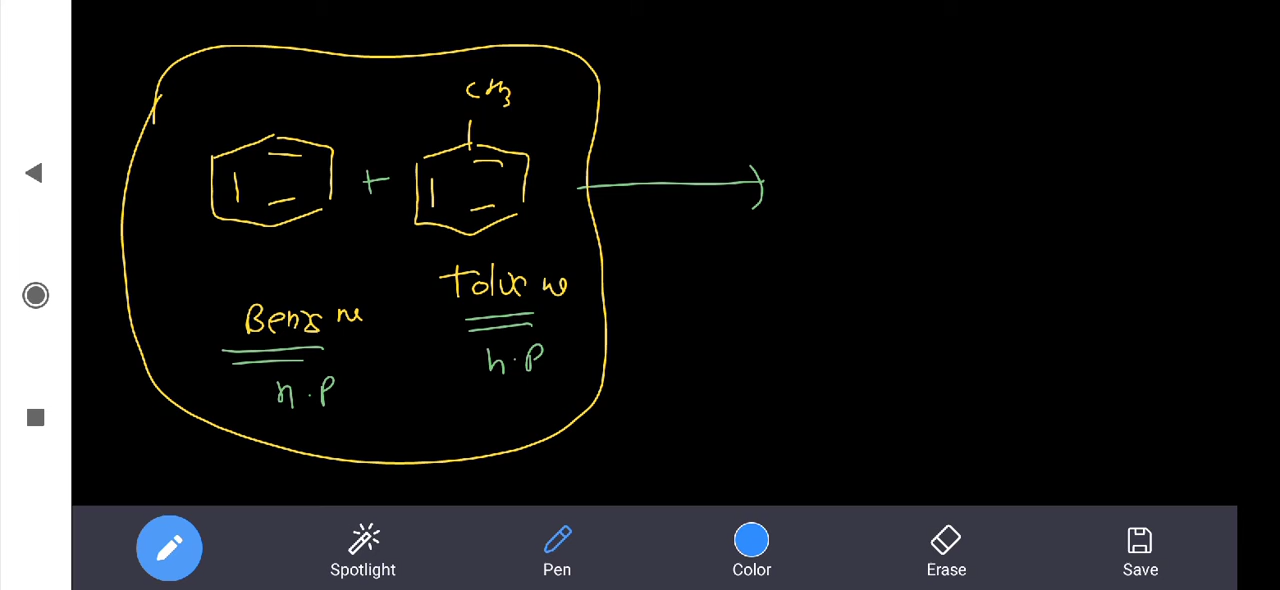 CH3
+
Toluene
Benzene
n.p
n.p
Spotlight
Pen
Color
Erase
Save